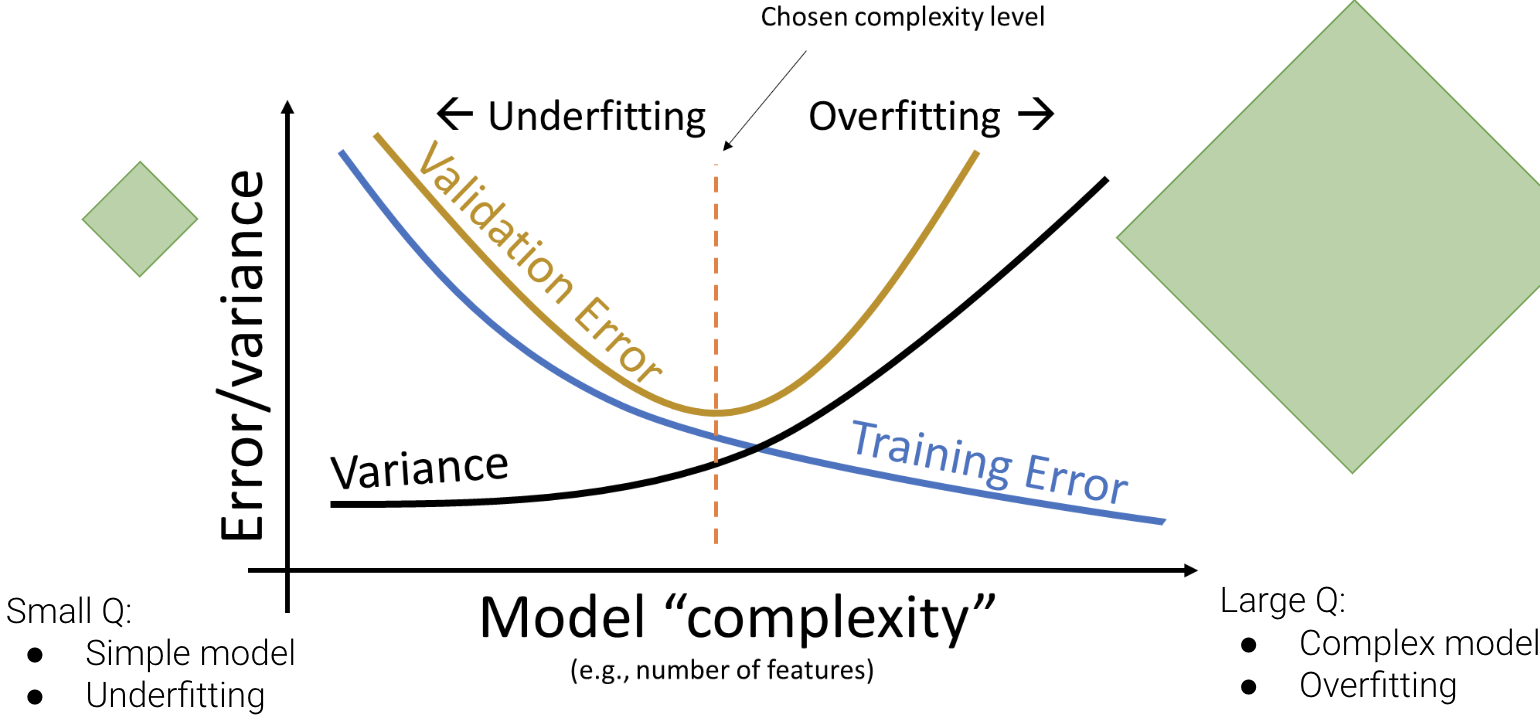 Chosen complexity level
← Underfitting
Overfitting →
Validation Error
Error/variance
Variance
Training Error
Small Q:
● Simple model
● Underfitting
Model “complexity”
(e.g., number of features)
Large Q:
● Complex model
● Overfitting